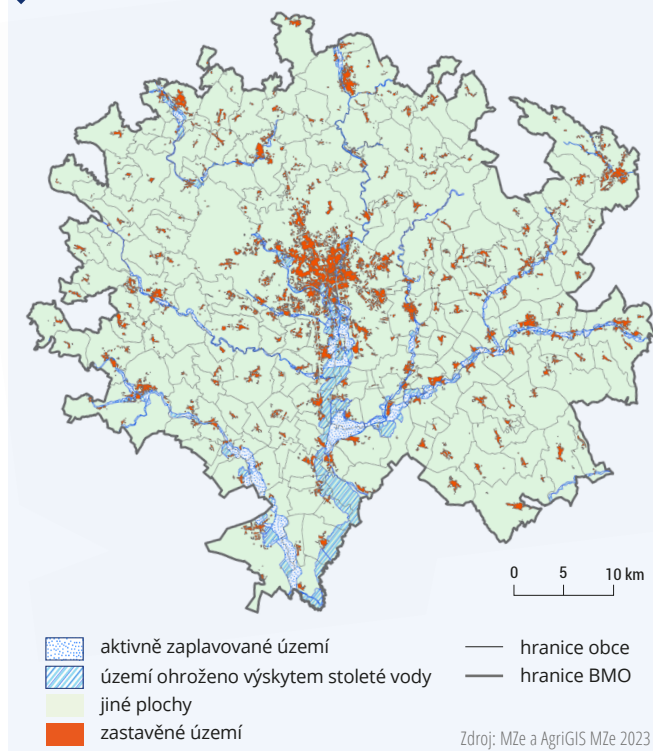 0 5 10 km
aktivně zaplavované území
území ohroženo výskytem stoleté vody
jiné plochy
zastavěné území
hranice obce
hranice BMO
Zdroj: MZe a AgriGIS MZe 2023